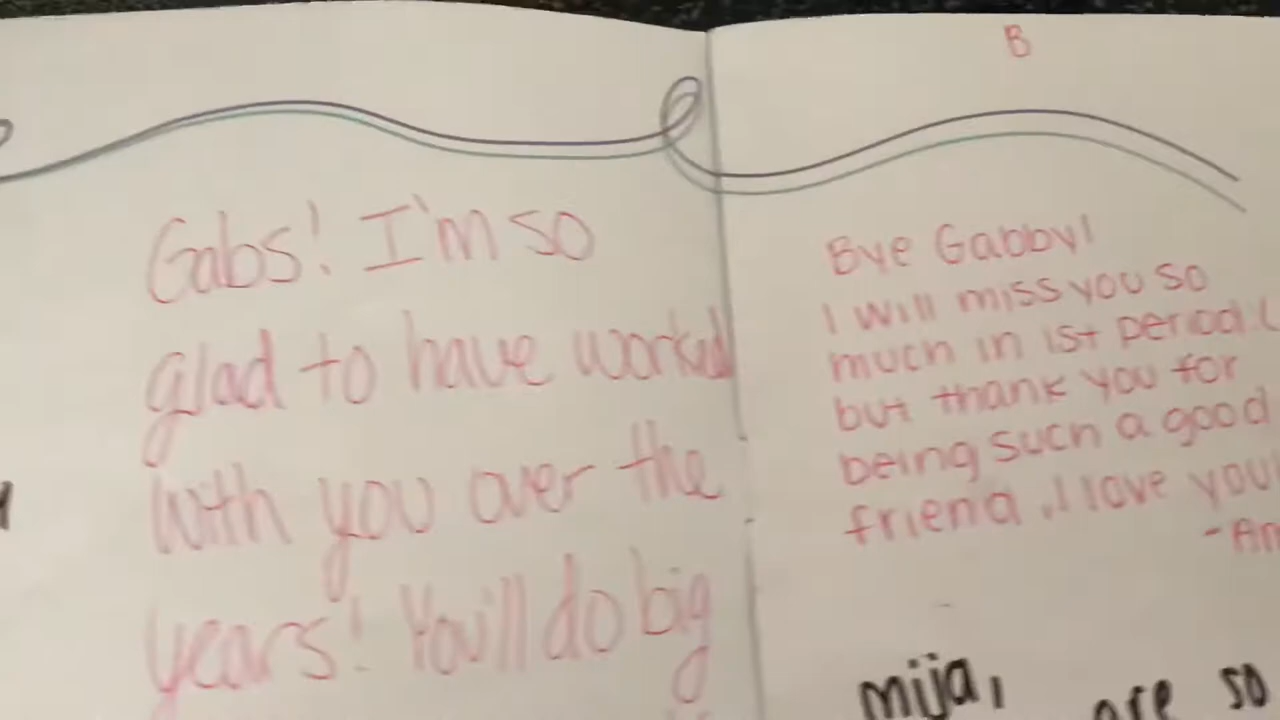 Gabs! I'm so
glad to have worked
with you over the
years! You'll do big
B
Bye Gabby!
I will miss you so
much in 1st period. (
but thank you for
being such a good
friend, I love you!
-An
mija,
are so